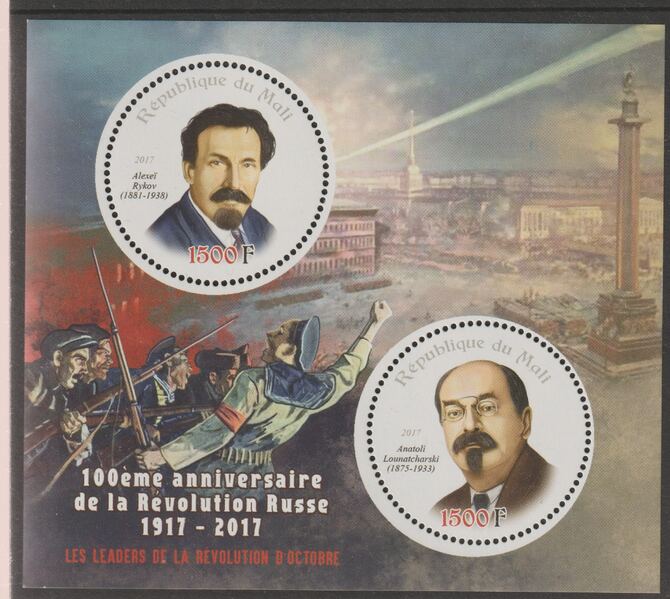 République du Mali
2017
Alexeï
Rykov
(1881-1938)
1500 F
République du Mali
2017
Anatoli
Lounatcharski
(1875-1933)
1500 F
100ème anniversaire
de la Révolution Russe
1917 - 2017
LES LEADERS DE LA RÉVOLUTION D'OCTOBRE